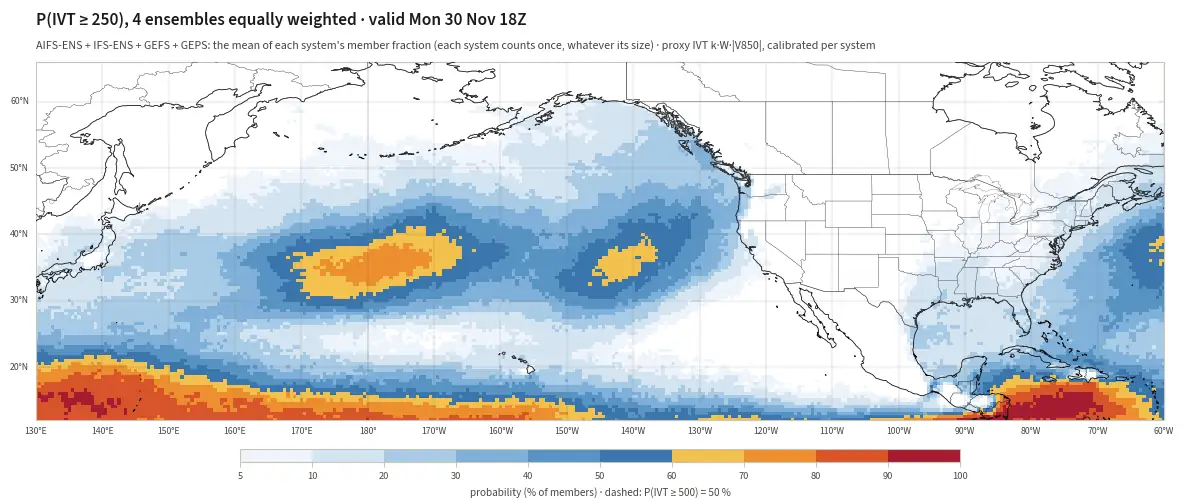 P(IVT ≥ 250), 4 ensembles equally weighted · valid Mon 30 Nov 18Z
AIFS-ENS + IFS-ENS + GEFS + GEPS: the mean of each system's member fraction (each system counts once, whatever its size) · proxy IVT k·W·|V850|, calibrated per system
60°N
50°N
40°N
30°N
20°N
130°E 140°E 150°E 160°E 170°E 180° 170°W 160°W 150°W 140°W 130°W 120°W 110°W 100°W 90°W 80°W 70°W 60°W
5 10 20 30 40 50 60 70 80 90 100
probability (% of members) · dashed: P(IVT ≥ 500) = 50 %